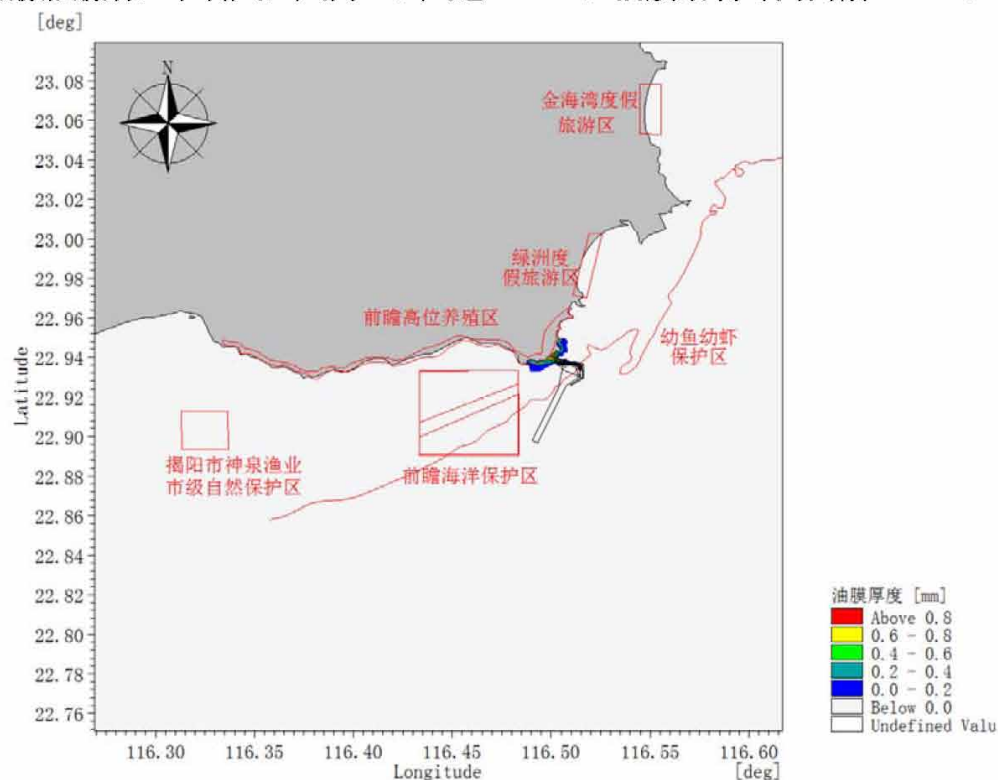 [deg]
N
23.08
23.06
23.04
23.02
23.00
22.98
22.96
22.94
22.92
22.90
22.88
22.86
22.84
22.82
22.80
22.78
22.76
Latitude
金海湾度假
旅游区
绿洲度
假旅游区
前瞻高位养殖区
幼鱼幼虾
保护区
揭阳市神泉渔业
市级自然保护区
前瞻海洋保护区
油膜厚度 [mm]
Above 0.8
0.6 - 0.8
0.4 - 0.6
0.2 - 0.4
0.0 - 0.2
Below 0.0
Undefined Valu
116.30 116.35 116.40 116.45 116.50 116.55 116.60
Longitude
[deg]